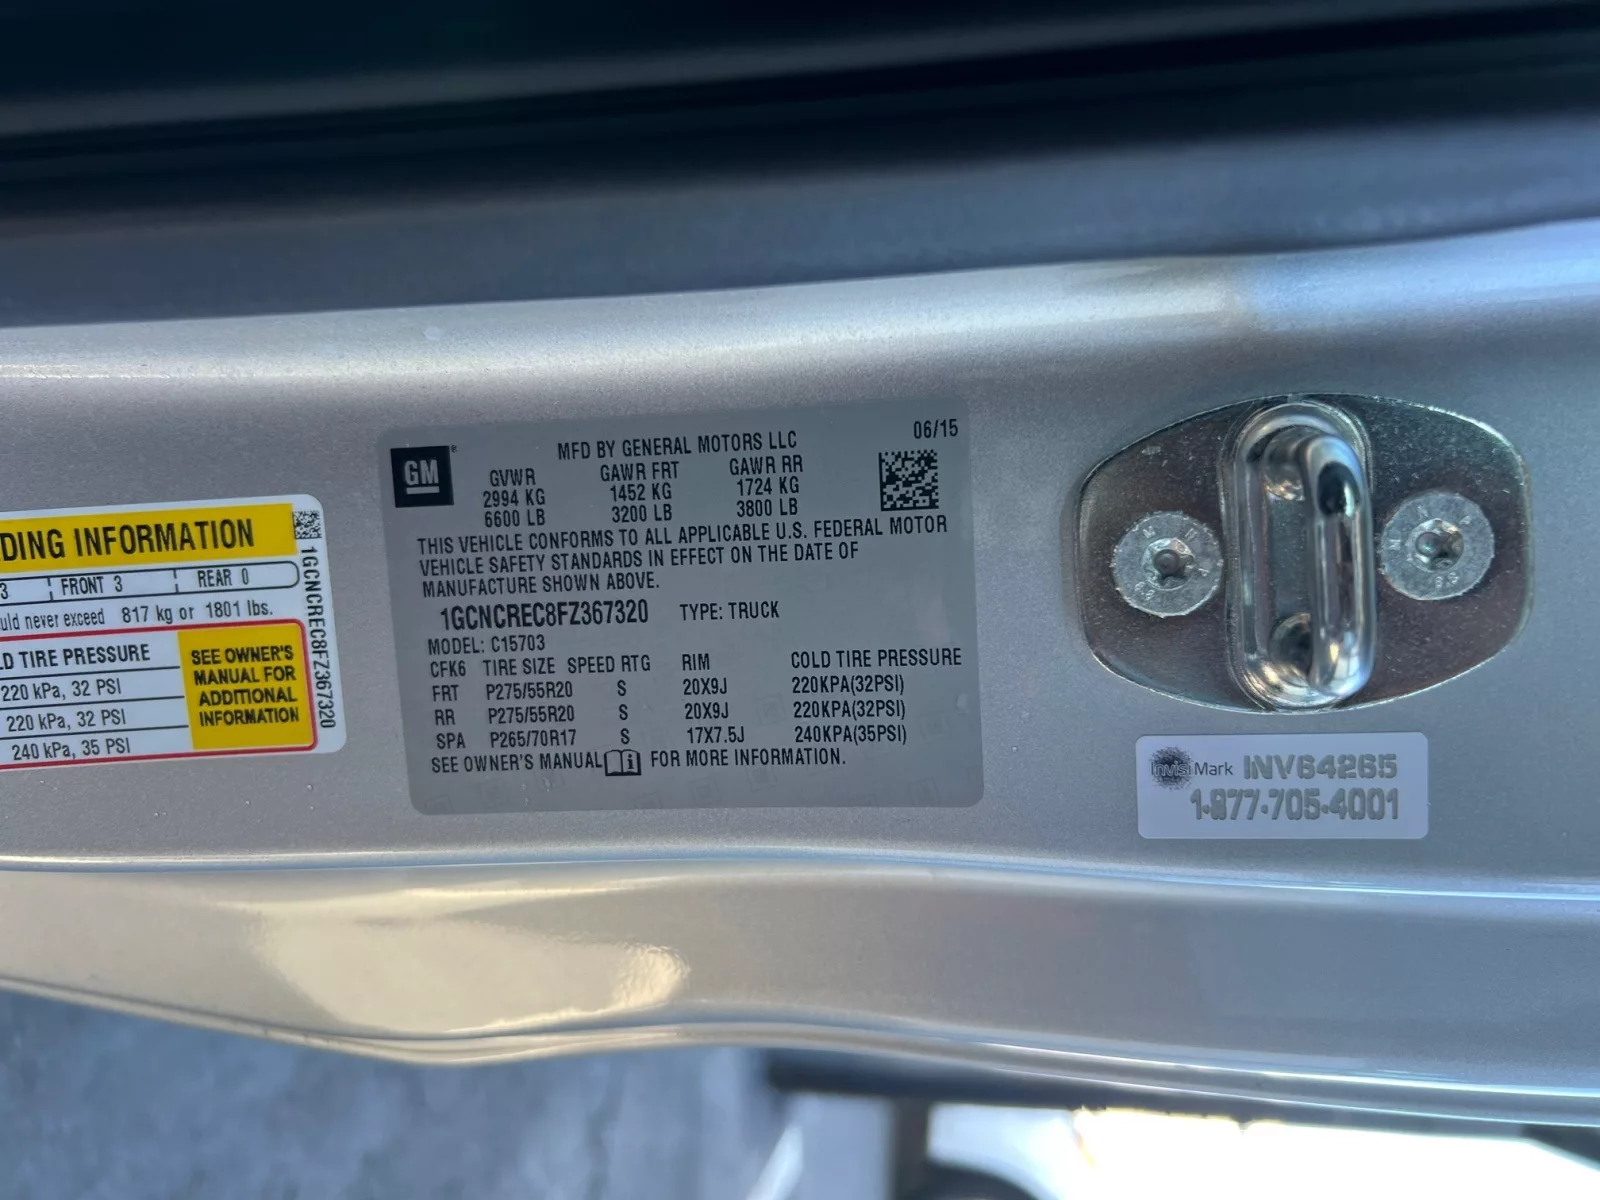 DING INFORMATION
3 FRONT 3 REAR 0
uld never exceed 817 kg or 1801 lbs.
LD TIRE PRESSURE
220 kPa, 32 PSI
220 kPa, 32 PSI
240 kPa, 35 PSI
SEE OWNER'S
MANUAL FOR
ADDITIONAL
INFORMATION
1GCNCREC8FZ367320
GM
MFD BY GENERAL MOTORS LLC 06/15
GVWR GAWR FRT GAWR RR
2994 KG 1452 KG 1724 KG
6600 LB 3200 LB 3800 LB
THIS VEHICLE CONFORMS TO ALL APPLICABLE U.S. FEDERAL MOTOR
VEHICLE SAFETY STANDARDS IN EFFECT ON THE DATE OF
MANUFACTURE SHOWN ABOVE.
1GCNCREC8FZ367320 TYPE: TRUCK
MODEL: C15703
CFK6 TIRE SIZE SPEED RTG RIM COLD TIRE PRESSURE
FRT P275/55R20 S 20X9J 220KPA(32PSI)
RR P275/55R20 S 20X9J 220KPA(32PSI)
SPA P265/70R17 S 17X7.5J 240KPA(35PSI)
SEE OWNER'S MANUAL FOR MORE INFORMATION.
InvisiMark INV64265
1-877-705-4001